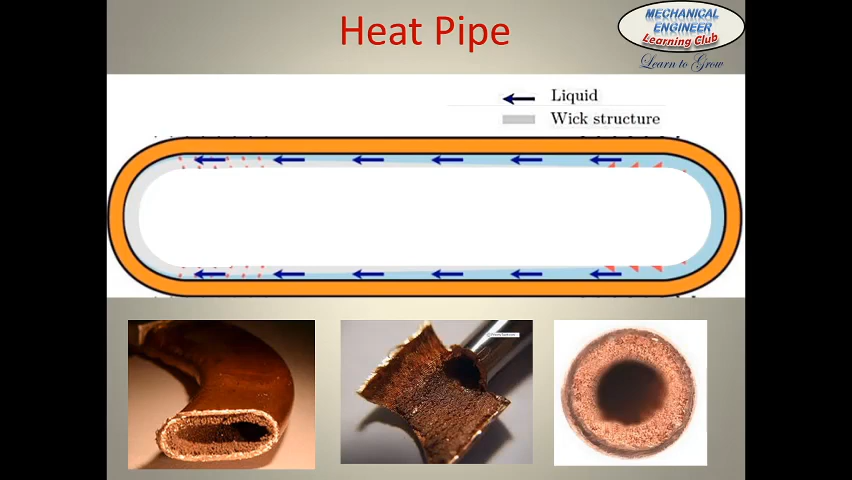 Heat Pipe
MECHANICAL
ENGINEER
Learning Club
Learn to Grow
Liquid
Wick structure